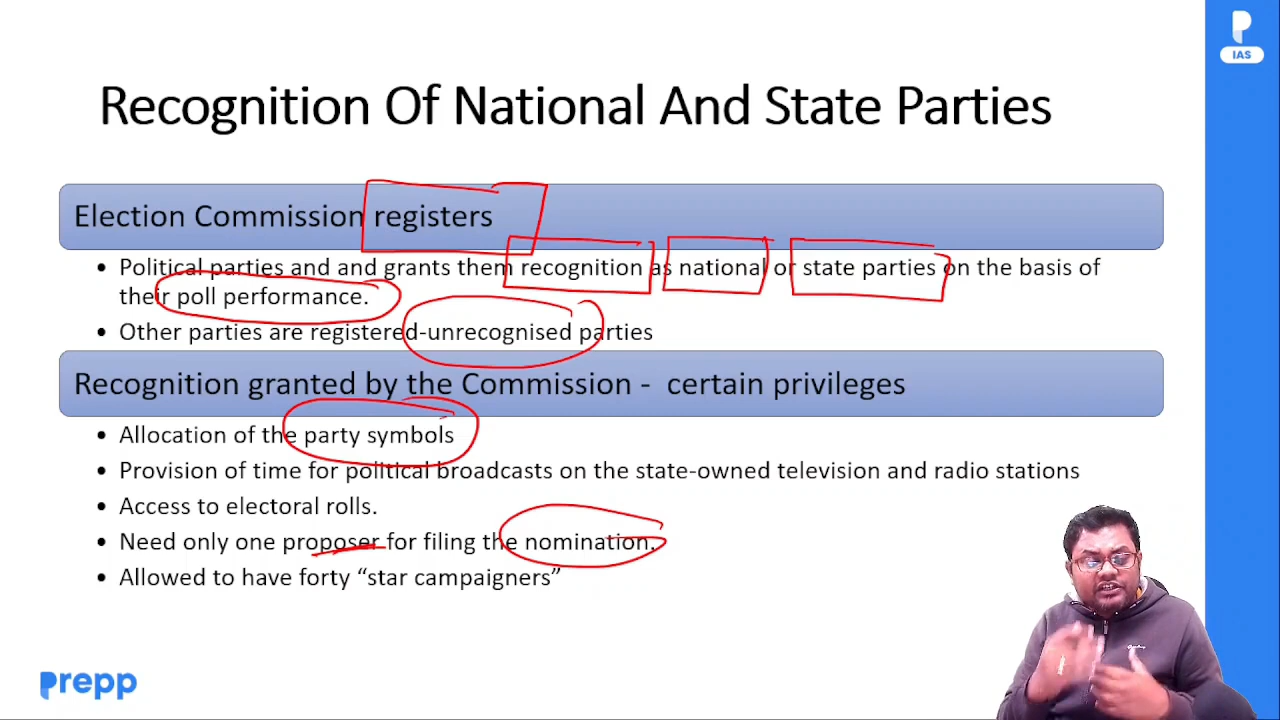 IAS
Recognition Of National And State Parties
Election Commission registers
• Political parties and and grants them recognition as national or state parties on the basis of
their poll performance.
• Other parties are registered-unrecognised parties
Recognition granted by the Commission - certain privileges
• Allocation of the party symbols
• Provision of time for political broadcasts on the state-owned television and radio stations
• Access to electoral rolls.
• Need only one proposer for filing the nomination.
• Allowed to have forty “star campaigners”
Prepp